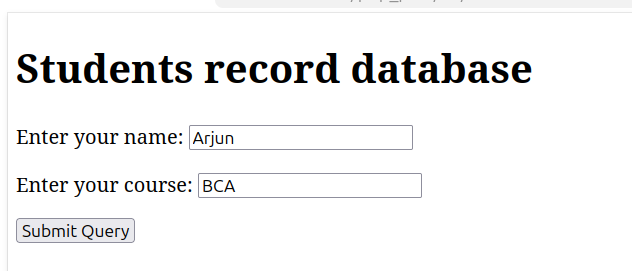 Students record database
Enter your name: Arjun
Enter your course: BCA
Submit Query